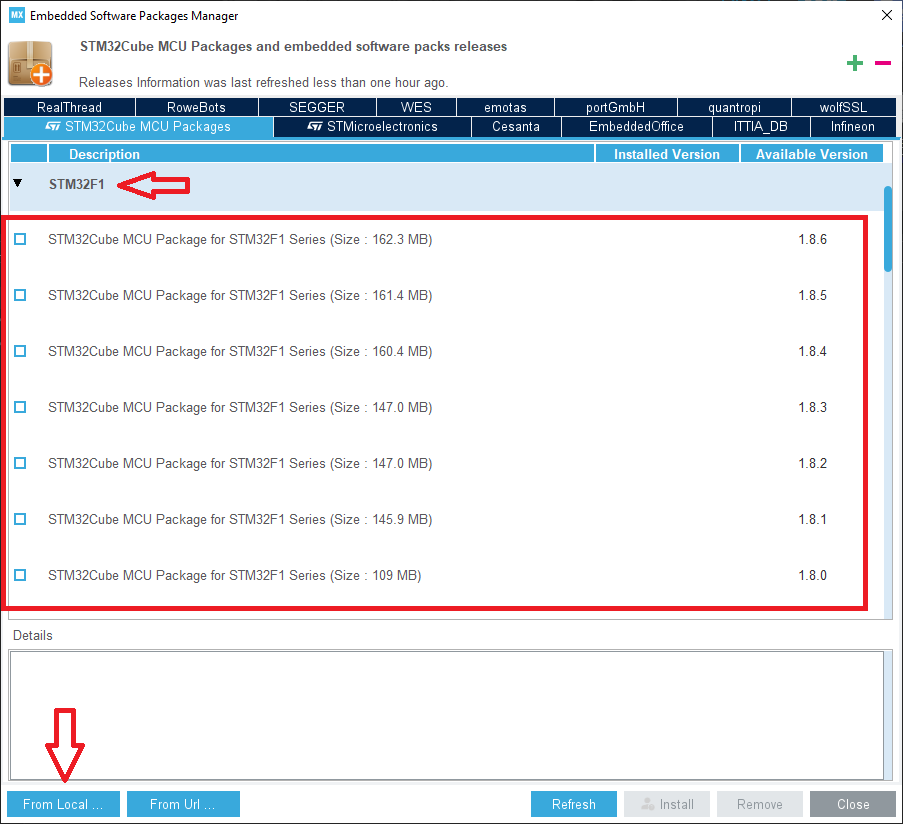 MX Embedded Software Packages Manager
STM32Cube MCU Packages and embedded software packs releases
Releases Information was last refreshed less than one hour ago.
RealThread RoweBots SEGGER WES emotas portGmbH quantropi wolfSSL
STM32Cube MCU Packages STMicroelectronics Cesanta EmbeddedOffice ITTIA_DB Infineon
Description Installed Version Available Version
STM32F1
STM32Cube MCU Package for STM32F1 Series (Size : 162.3 MB) 1.8.6
STM32Cube MCU Package for STM32F1 Series (Size : 161.4 MB) 1.8.5
STM32Cube MCU Package for STM32F1 Series (Size : 160.4 MB) 1.8.4
STM32Cube MCU Package for STM32F1 Series (Size : 147.0 MB) 1.8.3
STM32Cube MCU Package for STM32F1 Series (Size : 147.0 MB) 1.8.2
STM32Cube MCU Package for STM32F1 Series (Size : 145.9 MB) 1.8.1
STM32Cube MCU Package for STM32F1 Series (Size : 109 MB) 1.8.0
Details
From Local ... From Url ... Refresh Install Remove Close